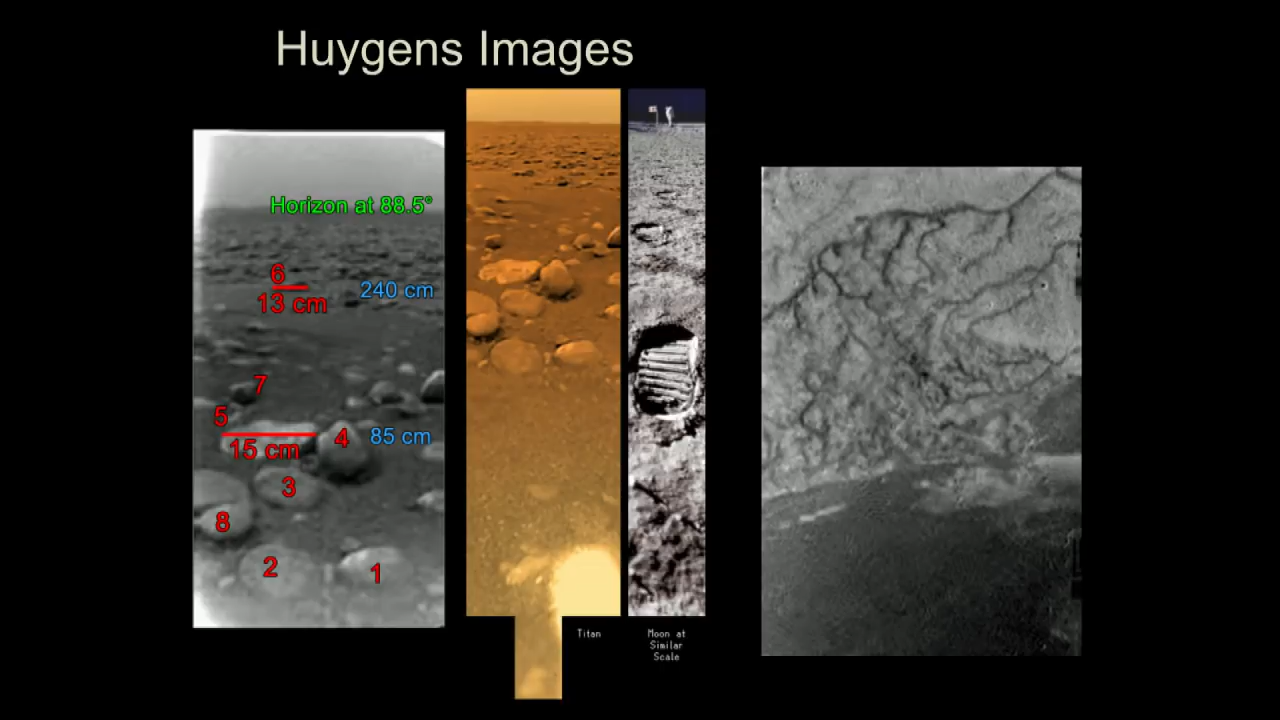 Huygens Images
Horizon at 88.5°
6
13 cm
240 cm
7
5
15 cm
4
85 cm
3
8
2
1
Titan
Moon at
Similar
Scale